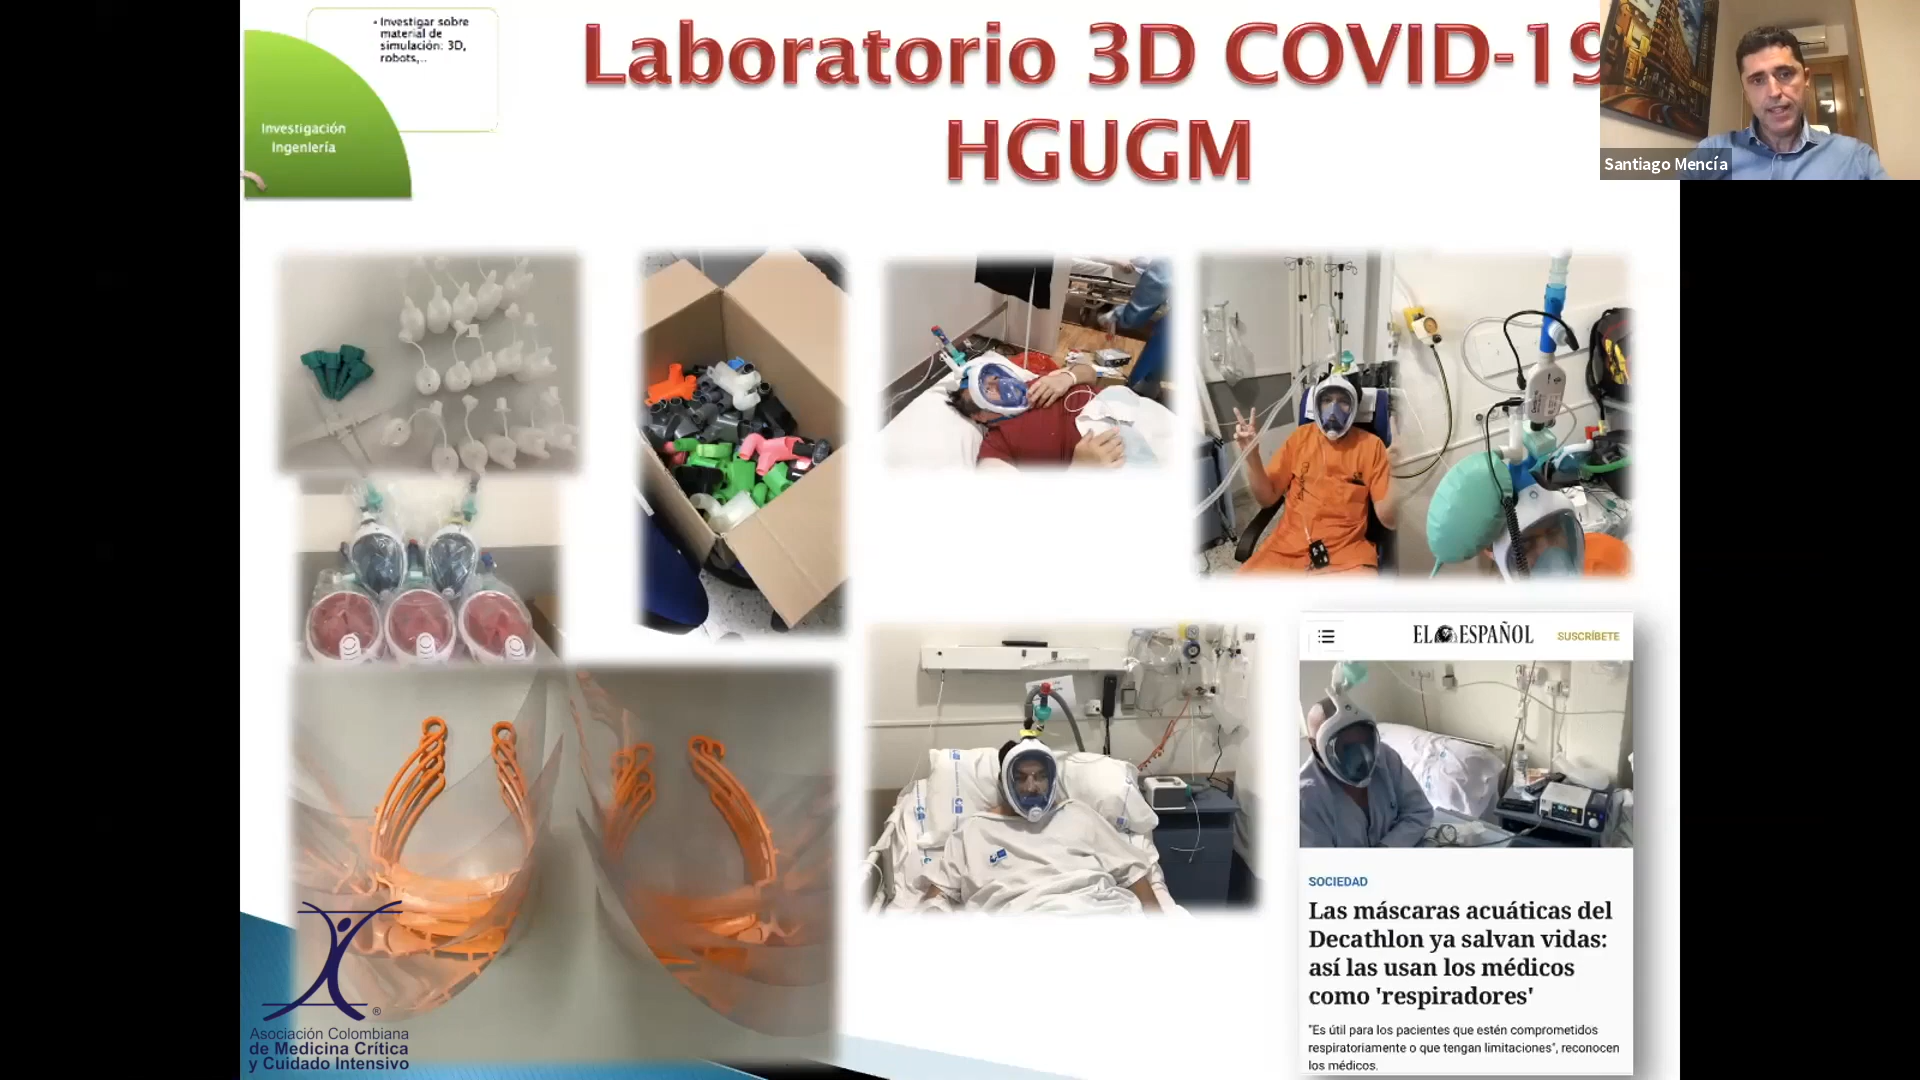 • Investigar sobre
material de
simulación: 3D,
robots,..
Investigación
Ingeniería
Laboratorio 3D COVID-19
HGUGM
Santiago Mencía
EL ESPAÑOL
SUSCRÍBETE
SOCIEDAD
Las máscaras acuáticas del
Decathlon ya salvan vidas:
así las usan los médicos
como 'respiradores'
"Es útil para los pacientes que estén comprometidos
respiratoriamente o que tengan limitaciones", reconocen
los médicos.
®
Asociación Colombiana
de Medicina Crítica
y Cuidado Intensivo